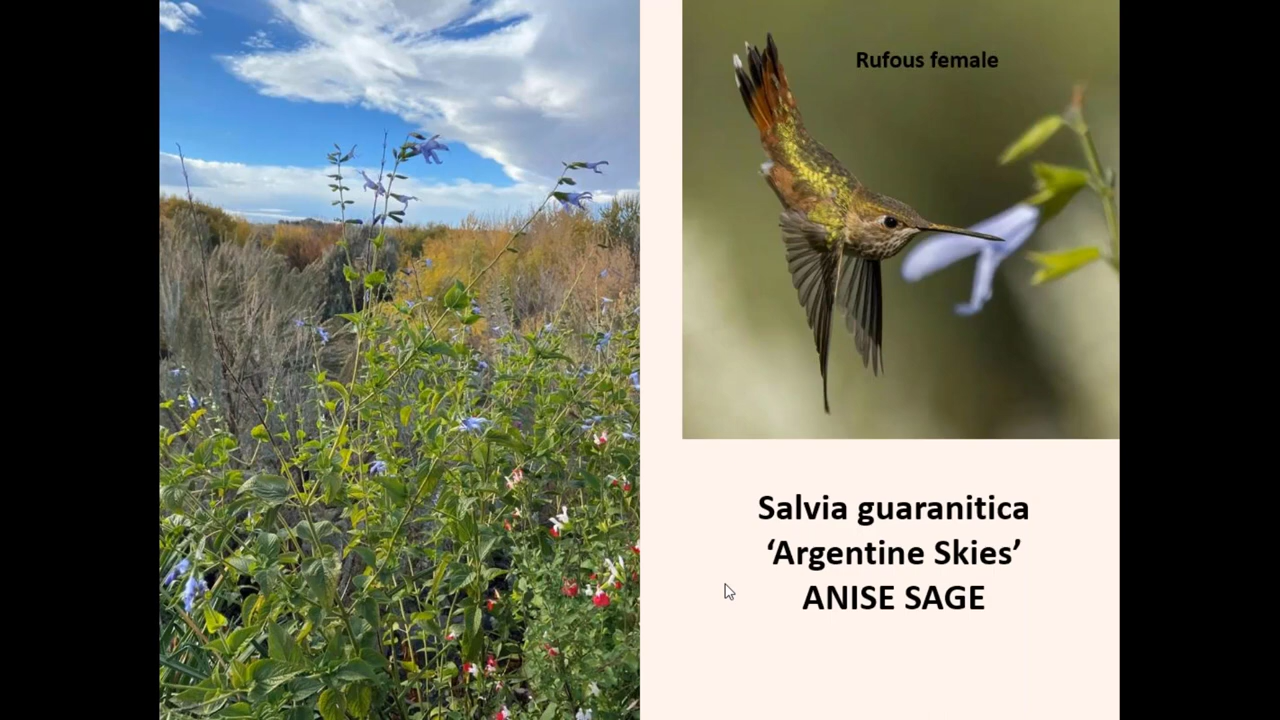 Rufous female
Salvia guaranitica
‘Argentine Skies’
ANISE SAGE